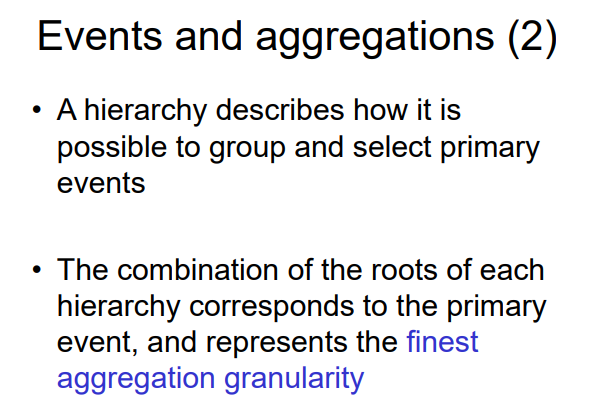 Events and aggregations (2)
• A hierarchy describes how it is
possible to group and select primary
events
• The combination of the roots of each
hierarchy corresponds to the primary
event, and represents the finest
aggregation granularity